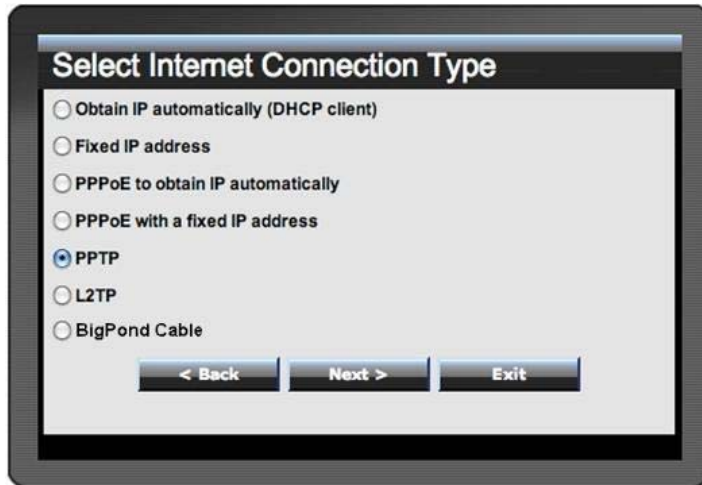 Select Internet Connection Type
Obtain IP automatically (DHCP client)
Fixed IP address
PPPoE to obtain IP automatically
PPPoE with a fixed IP address
PPTP
L2TP
BigPond Cable
< Back Next > Exit